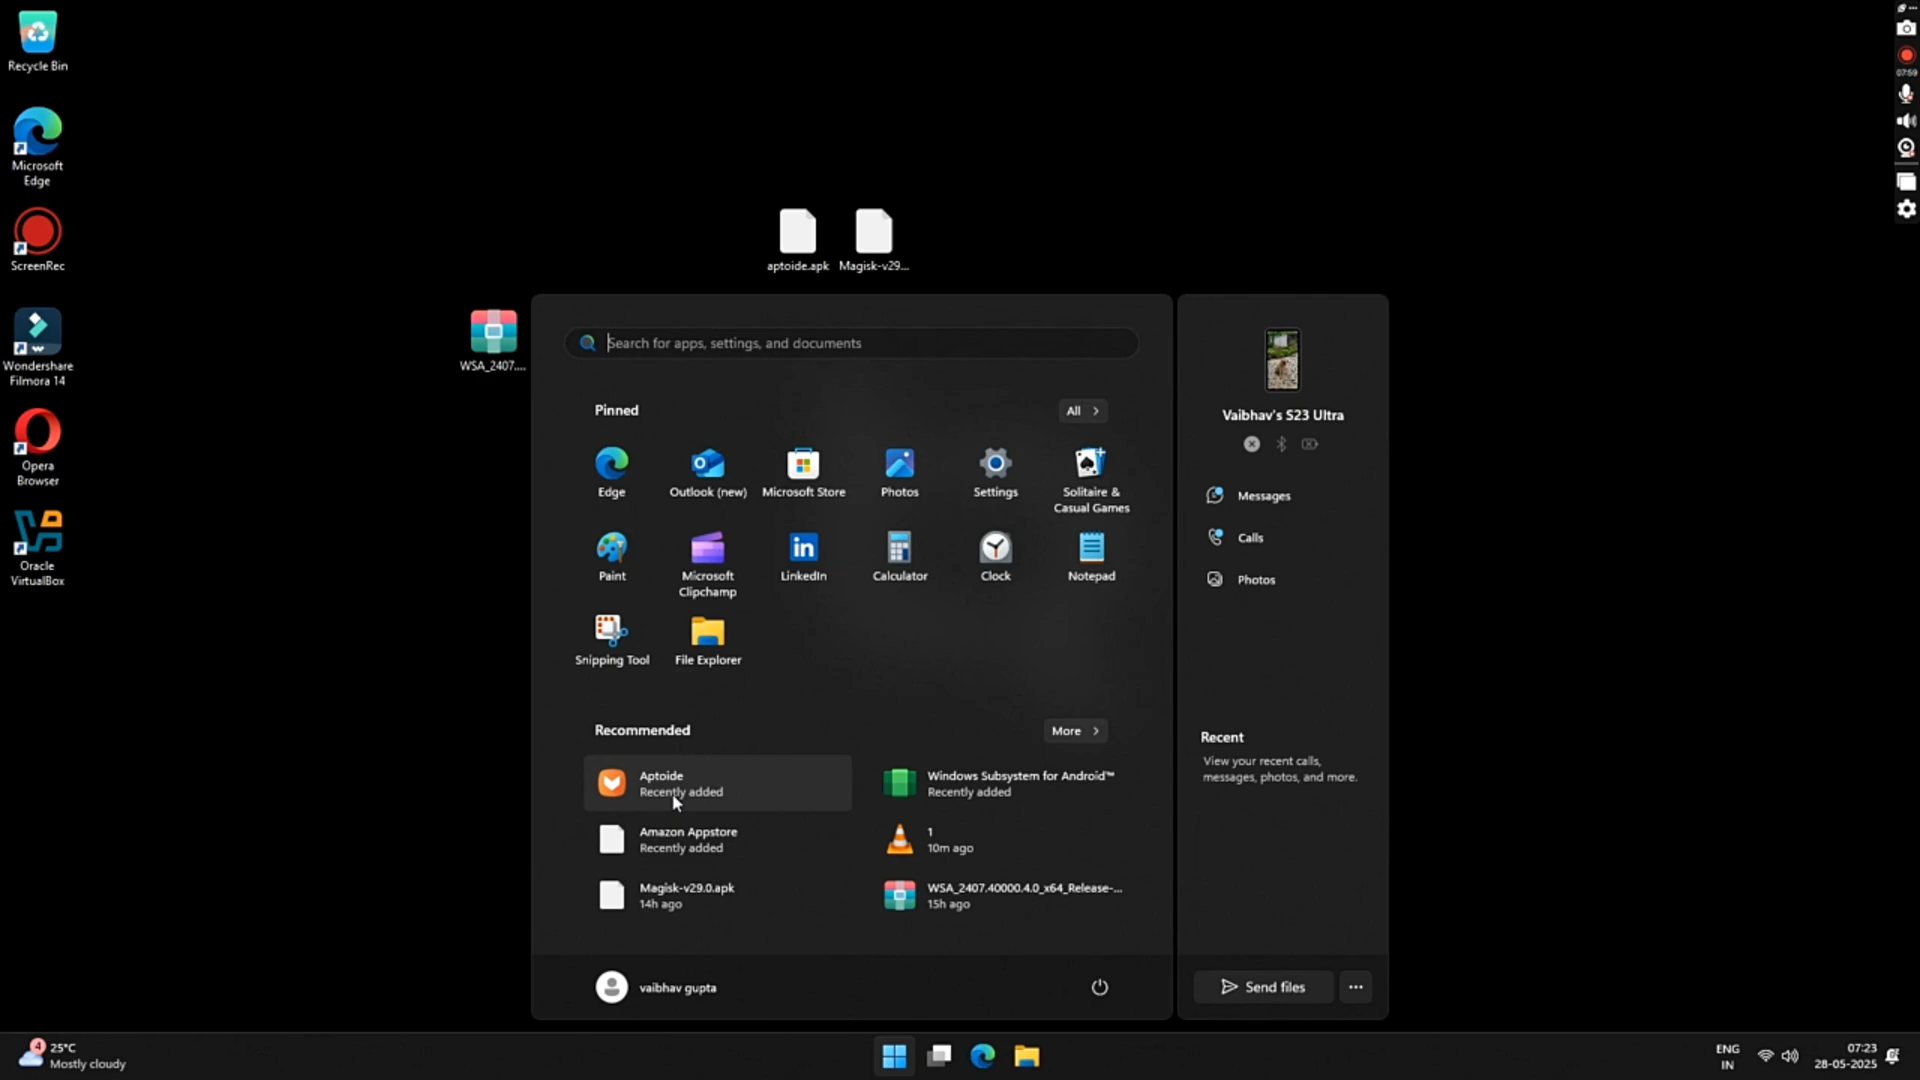 Recycle Bin
Microsoft
Edge
ScreenRec
Wondershare
Filmora 14
Opera
Browser
Oracle
VirtualBox
aptoide.apk
Magisk-v29...
WSA_2407....
07:59
Search for apps, settings, and documents
Pinned
All
Edge
Outlook (new)
Microsoft Store
Photos
Settings
Solitaire &
Casual Games
Paint
Microsoft
Clipchamp
LinkedIn
Calculator
Clock
Notepad
Snipping Tool
File Explorer
Recommended
More
Aptoide
Recently added
Windows Subsystem for Android™
Recently added
Amazon Appstore
Recently added
1
10m ago
Magisk-v29.0.apk
14h ago
WSA_2407.40000.4.0_x64_Release-...
15h ago
vaibhav gupta
Vaibhav's S23 Ultra
Messages
Calls
Photos
Recent
View your recent calls,
messages, photos, and more.
Send files
4
25°C
Mostly cloudy
ENG
IN
07:23
28-05-2025